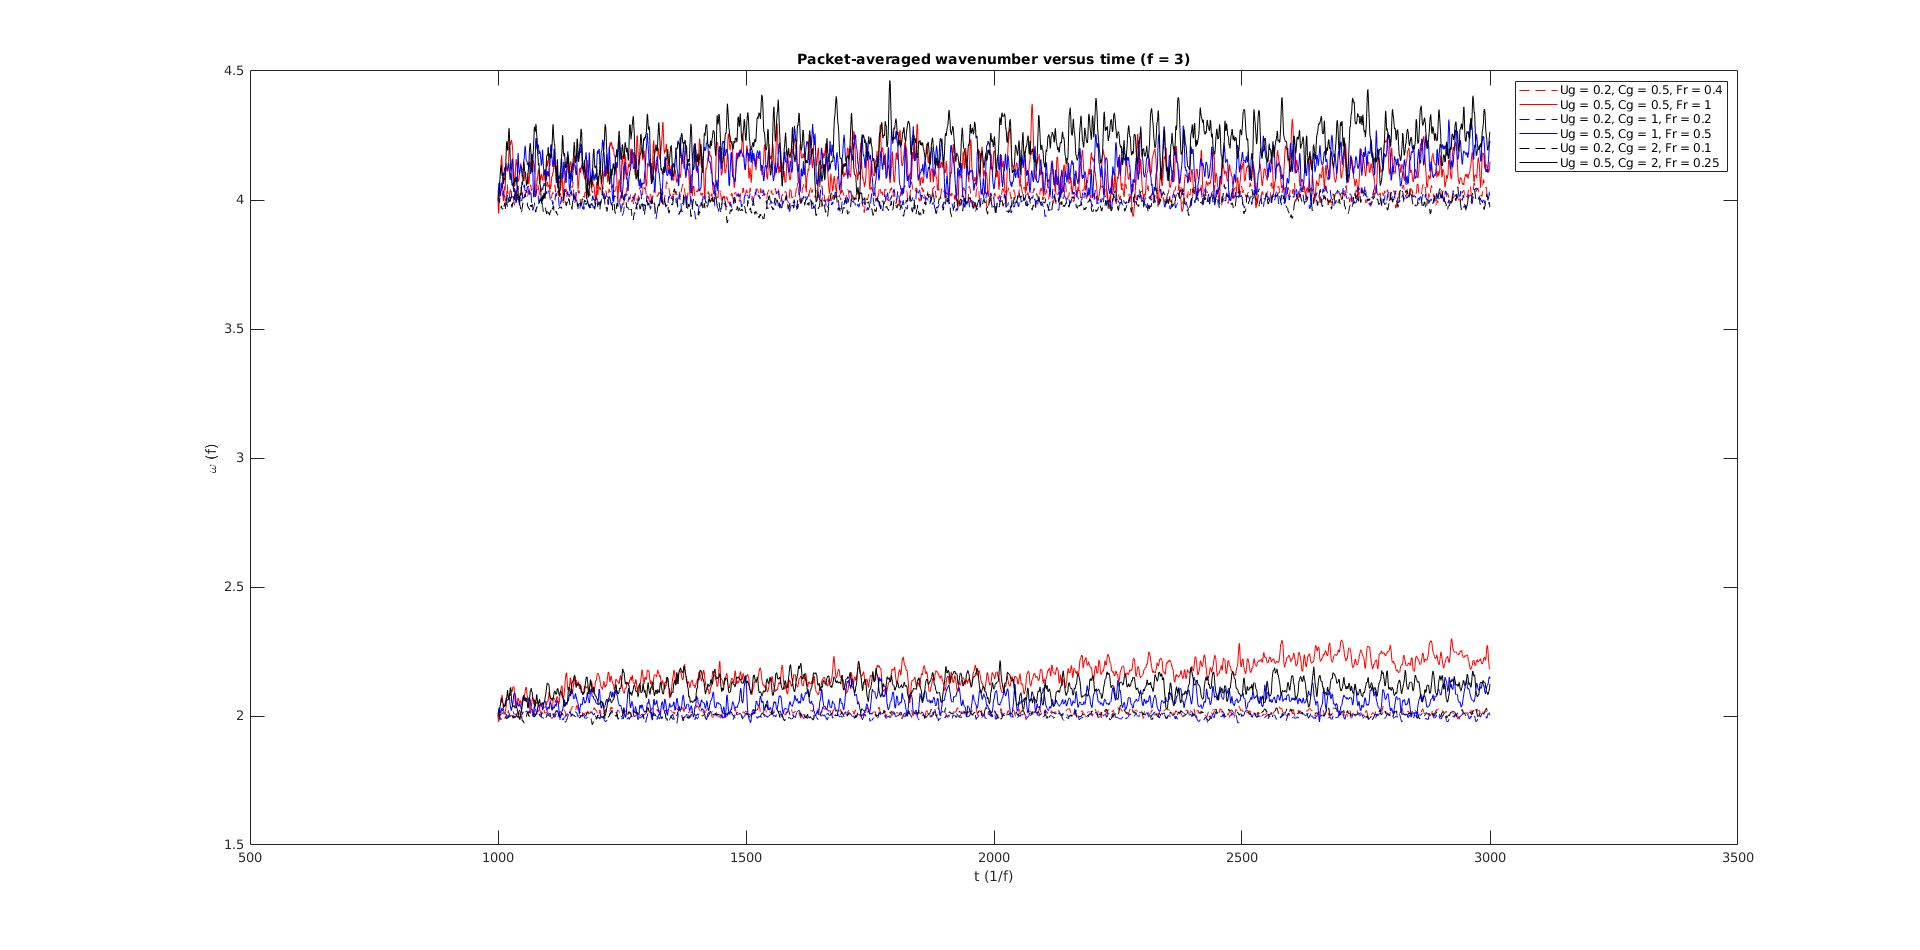 Packet-averaged wavenumber versus time (f = 3)
4.5
4
3.5
3
2.5
2
1.5
ω (f)
Ug = 0.2, Cg = 0.5, Fr = 0.4
Ug = 0.5, Cg = 0.5, Fr = 1
Ug = 0.2, Cg = 1, Fr = 0.2
Ug = 0.5, Cg = 1, Fr = 0.5
Ug = 0.2, Cg = 2, Fr = 0.1
Ug = 0.5, Cg = 2, Fr = 0.25
500 1000 1500 2000 2500 3000 3500
t (1/f)